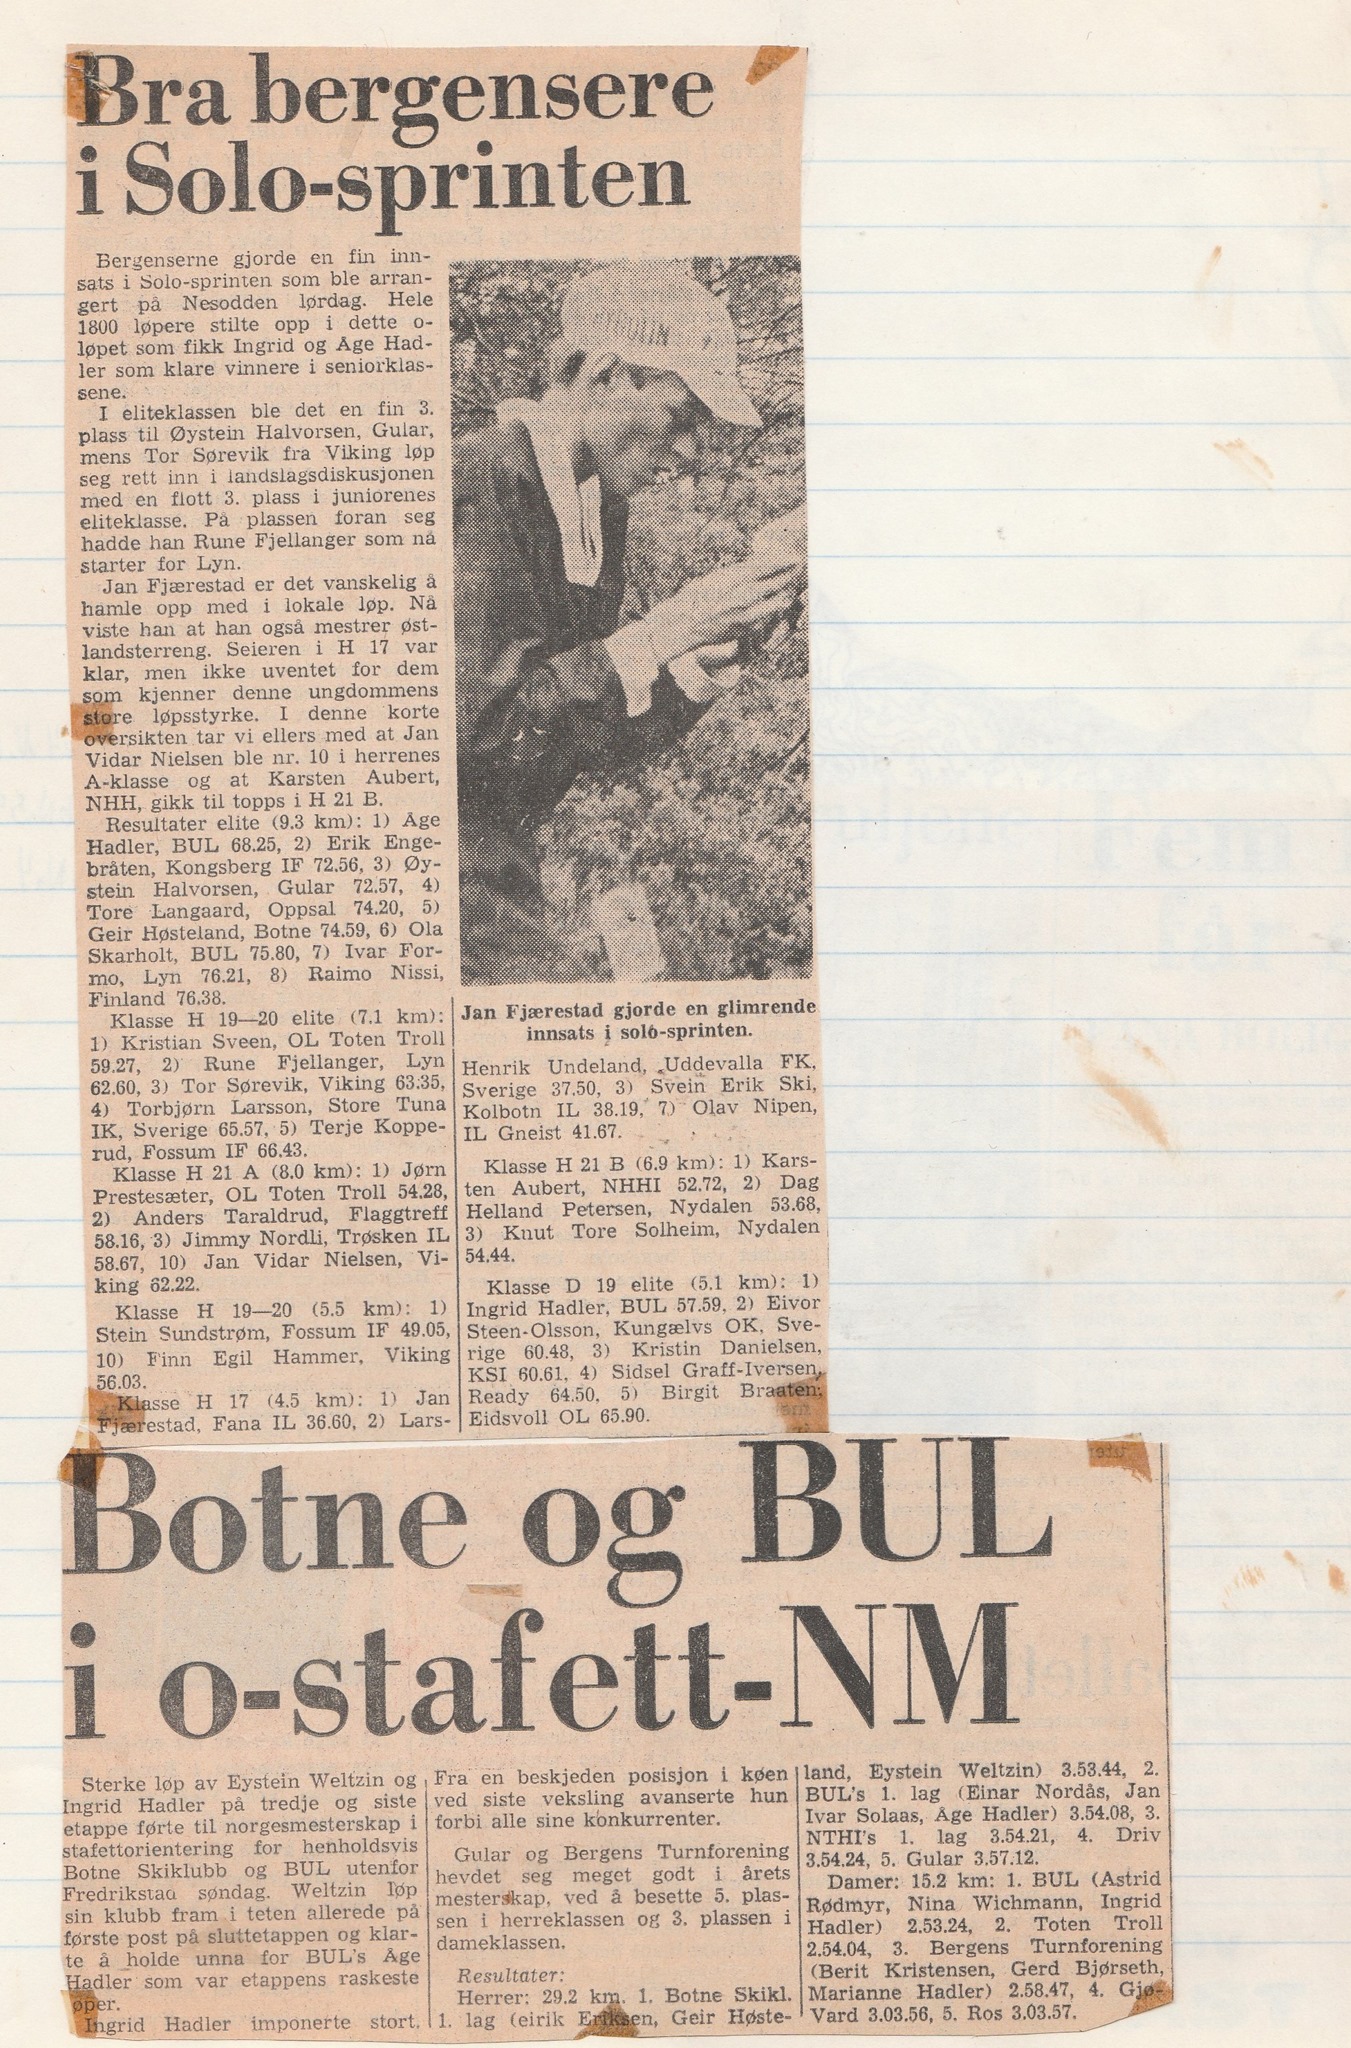 Bra bergensere
i Solo-sprinten
Bergenserne gjorde en fin inn-
sats i Solo-sprinten som ble arran-
gert på Nesodden lørdag. Hele
1800 løpere stilte opp i dette o-
løpet som fikk Ingrid og Åge Had-
ler som klare vinnere i seniorklas-
sene.
I eliteklassen ble det en fin 3.
plass til Øystein Halvorsen, Gular,
mens Tor Sørevik fra Viking løp
seg rett inn i landslagsdiskusjonen
med en flott 3. plass i juniorenes
eliteklasse. På plassen foran seg
hadde han Rune Fjellanger som nå
starter for Lyn.
Jan Fjærestad er det vanskelig å
hamle opp med i lokale løp. Nå
viste han at han også mestrer øst-
landsterreng. Seieren i H 17 var
klar, men ikke uventet for dem
som kjenner denne ungdommens
store løpsstyrke. I denne korte
oversikten tar vi ellers med at Jan
Vidar Nielsen ble nr. 10 i herrenes
A-klasse og at Karsten Aubert,
NHH, gikk til topps i H 21 B.
Resultater elite (9.3 km): 1) Åge
Hadler, BUL 68.25, 2) Erik Enge-
bråten, Kongsberg IF 72.56, 3) Øy-
stein Halvorsen, Gular 72.57, 4)
Tore Langaard, Oppsal 74.20, 5)
Geir Høsteland, Botne 74.59, 6) Ola
Skarholt, BUL 75.80, 7) Ivar For-
mo, Lyn 76.21, 8) Raimo Nissi,
Finland 76.38.
Klasse H 19—20 elite (7.1 km):
1) Kristian Sveen, OL Toten Troll
59.27, 2) Rune Fjellanger, Lyn
62.60, 3) Tor Sørevik, Viking 63.35,
4) Torbjørn Larsson, Store Tuna
IK, Sverige 65.57, 5) Terje Koppe-
rud, Fossum IF 66.43.
Klasse H 21 A (8.0 km): 1) Jørn
Prestesæter, OL Toten Troll 54.28,
2) Anders Taraldrud, Flaggtreff
58.16, 3) Jimmy Nordli, Trøsken IL
58.67, 10) Jan Vidar Nielsen, Vi-
king 62.22.
Klasse H 19—20 (5.5 km): 1)
Stein Sundstrøm, Fossum IF 49.05,
10) Finn Egil Hammer, Viking
56.03.
Klasse H 17 (4.5 km): 1) Jan
Fjærestad, Fana IL 36.60, 2) Lars-
Jan Fjærestad gjorde en glimrende
innsats i solo-sprinten.
Henrik Undeland, Uddevalla FK,
Sverige 37.50, 3) Svein Erik Ski,
Kolbotn IL 38.19, 7) Olav Nipen,
IL Gneist 41.67.
Klasse H 21 B (6.9 km): 1) Kars-
ten Aubert, NHHI 52.72, 2) Dag
Helland Petersen, Nydalen 53.68,
3) Knut Tore Solheim, Nydalen
54.44.
Klasse D 19 elite (5.1 km): 1)
Ingrid Hadler, BUL 57.59, 2) Eivor
Steen-Olsson, Kungælvs OK, Sve-
rige 60.48, 3) Kristin Danielsen,
KSI 60.61, 4) Sidsel Graff-Iversen,
Ready 64.50, 5) Birgit Braaten,
Eidsvoll OL 65.90.
Botne og BUL
i o-stafett-NM
Sterke løp av Eystein Weltzin og
Ingrid Hadler på tredje og siste
etappe førte til norgesmesterskap i
stafettorientering for henholdsvis
Botne Skiklubb og BUL utenfor
Fredrikstad søndag. Weltzin løp
sin klubb fram i teten allerede på
første post på sluttetappen og klar-
te å holde unna for BUL's Åge
Hadler som var etappens raskeste
øper.
Ingrid Hadler imponerte stort.
Fra en beskjeden posisjon i køen
ved siste veksling avanserte hun
forbi alle sine konkurrenter.
Gular og Bergens Turnforening
hevdet seg meget godt i årets
mesterskap, ved å besette 5. plas-
sen i herreklassen og 3. plassen i
dameklassen.
Resultater:
Herrer: 29.2 km. 1. Botne Skikl.
1. lag (eirik Eriksen, Geir Høste-
land, Eystein Weltzin) 3.53.44, 2.
BUL's 1. lag (Einar Nordås, Jan
Ivar Solaas, Åge Hadler) 3.54.08, 3.
NTHI's 1. lag 3.54.21, 4. Driv
3.54.24, 5. Gular 3.57.12.
Damer: 15.2 km: 1. BUL (Astrid
Rødmyr, Nina Wichmann, Ingrid
Hadler) 2.53.24, 2. Toten Troll
2.54.04, 3. Bergens Turnforening
(Berit Kristensen, Gerd Bjørseth,
Marianne Hadler) 2.58.47, 4. Gjø-
Vard 3.03.56, 5. Ros 3.03.57.